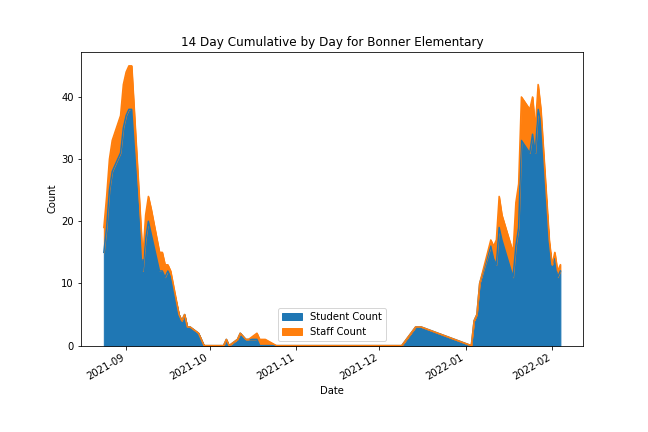 14 Day Cumulative by Day for Bonner Elementary
40
30
20
10
0
Count
Student Count
Staff Count
2021-09
2021-10
2021-11
2021-12
2022-01
2022-02
Date